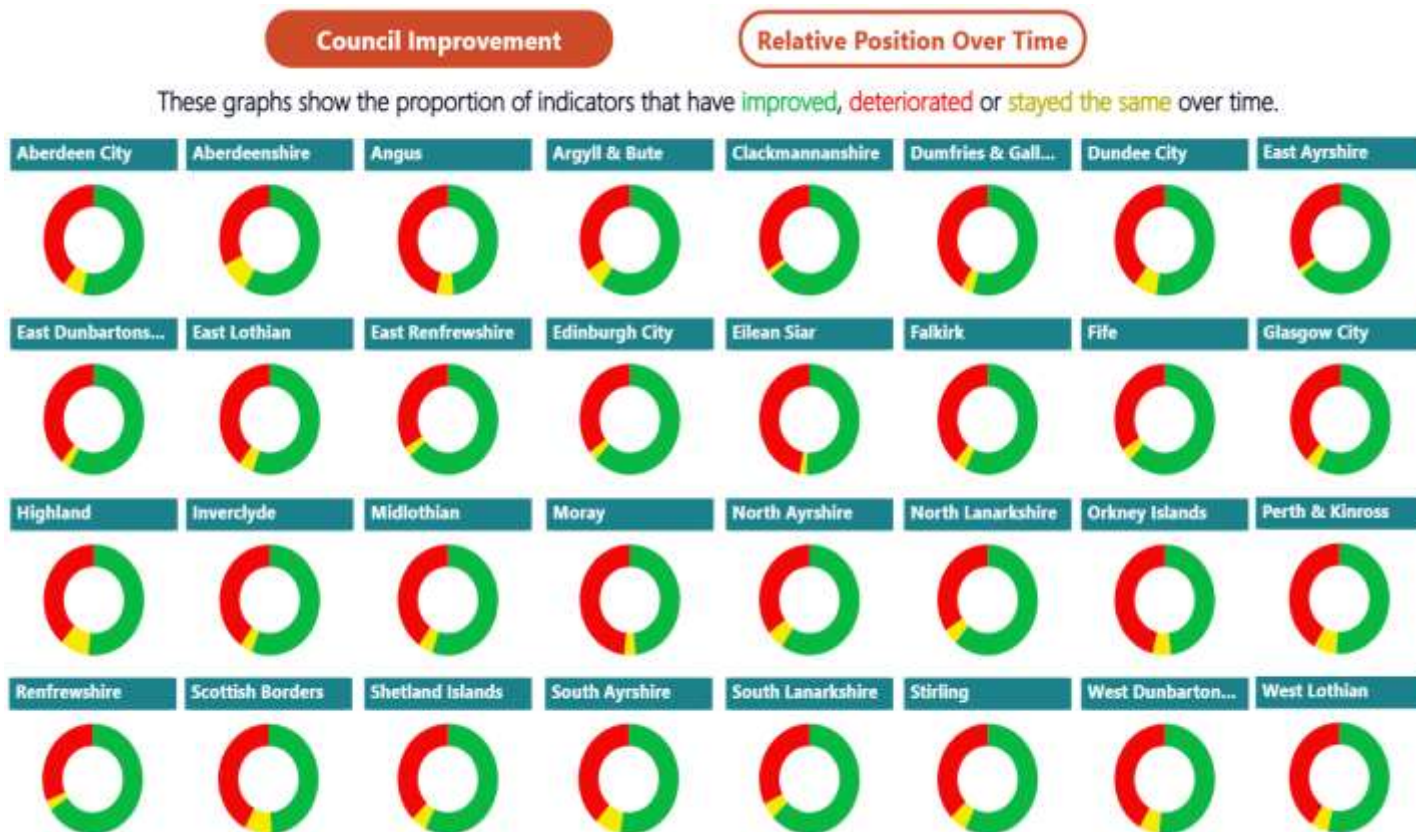 Council Improvement
Relative Position Over Time
These graphs show the proportion of indicators that have improved, deteriorated or stayed the same over time.
Aberdeen City
Aberdeenshire
Angus
Argyll & Bute
Clackmannanshire
Dumfries & Gall...
Dundee City
East Ayrshire
East Dunbartons...
East Lothian
East Renfrewshire
Edinburgh City
Eilean Siar
Falkirk
Fife
Glasgow City
Highland
Inverclyde
Midlothian
Moray
North Ayrshire
North Lanarkshire
Orkney Islands
Perth & Kinross
Renfrewshire
Scottish Borders
Shetland Islands
South Ayrshire
South Lanarkshire
Stirling
West Dunbarton...
West Lothian